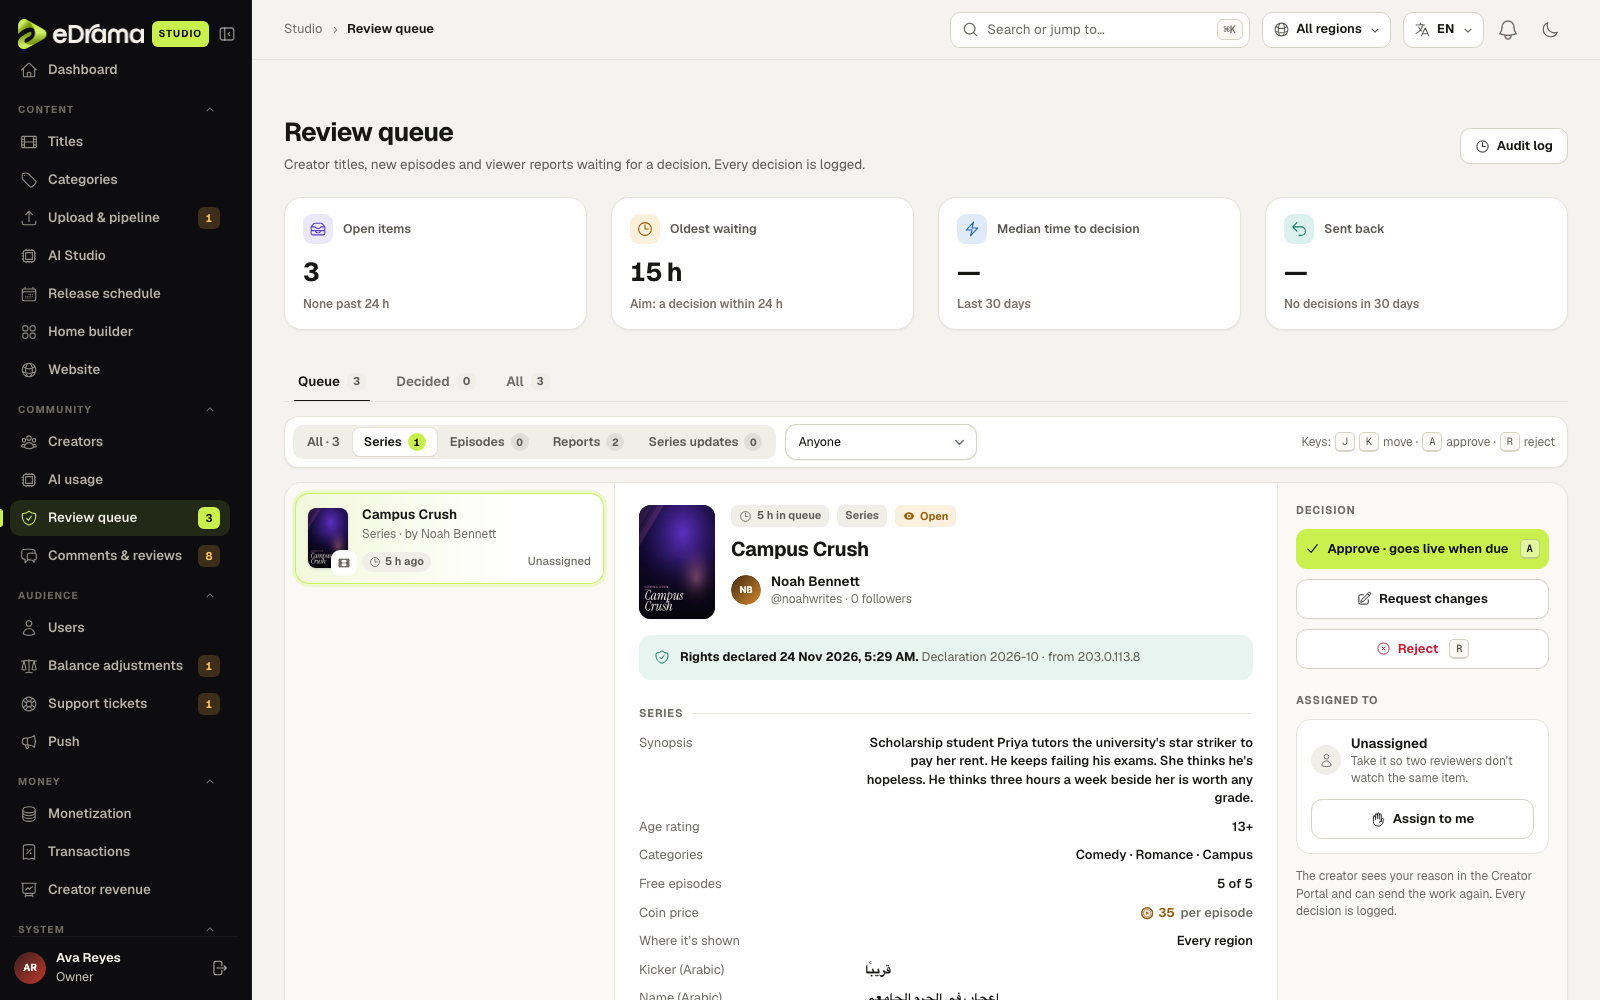 eDrama STUDIO
Dashboard
CONTENT
Titles
Categories
Upload & pipeline 1
AI Studio
Release schedule
Home builder
Website
COMMUNITY
Creators
AI usage
Review queue 3
Comments & reviews 8
AUDIENCE
Users
Balance adjustments 1
Support tickets 1
Push
MONEY
Monetization
Transactions
Creator revenue
SYSTEM
AR Ava Reyes
Owner
Studio › Review queue
Search or jump to... ⌘K
All regions
EN
Review queue
Creator titles, new episodes and viewer reports waiting for a decision. Every decision is logged.
Audit log
Open items
3
None past 24 h
Oldest waiting
15 h
Aim: a decision within 24 h
Median time to decision
—
Last 30 days
Sent back
—
No decisions in 30 days
Queue 3 Decided 0 All 3
All · 3 Series 1 Episodes 0 Reports 2 Series updates 0 Anyone
Keys: J K move · A approve · R reject
Campus Crush
Campus Crush
Series · by Noah Bennett
5 h ago Unassigned
Campus
Crush
5 h in queue Series Open
Campus Crush
NB Noah Bennett
@noahwrites · 0 followers
Rights declared 24 Nov 2026, 5:29 AM. Declaration 2026-10 · from 203.0.113.8
SERIES
Synopsis Scholarship student Priya tutors the university's star striker to
pay her rent. He keeps failing his exams. She thinks he's
hopeless. He thinks three hours a week beside her is worth any
grade.
Age rating 13+
Categories Comedy · Romance · Campus
Free episodes 5 of 5
Coin price 35 per episode
Where it's shown Every region
Kicker (Arabic) قريبًا
Name (Arabic) إعجاب في الحرم الجامعي
DECISION
Approve · goes live when due A
Request changes
Reject R
ASSIGNED TO
Unassigned
Take it so two reviewers don't
watch the same item.
Assign to me
The creator sees your reason in the Creator
Portal and can send the work again. Every
decision is logged.